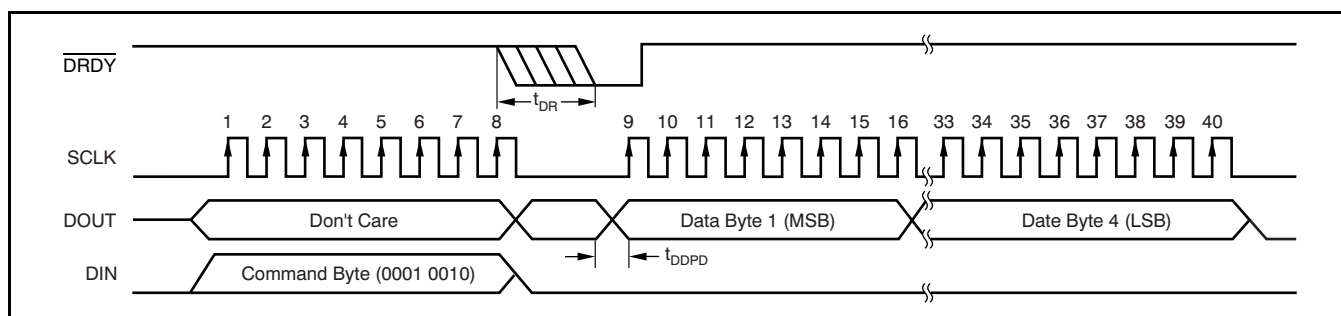 DRDY
tDR
1 2 3 4 5 6 7 8 9 10 11 12 13 14 15 16 33 34 35 36 37 38 39 40
SCLK
DOUT Don't Care Data Byte 1 (MSB) Date Byte 4 (LSB)
tDDPD
DIN Command Byte (0001 0010)